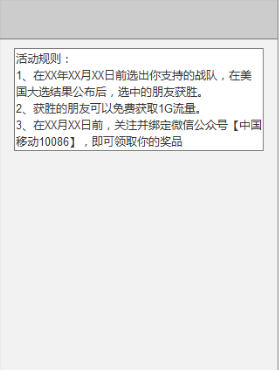 活动规则：
1、在XX年XX月XX日前选出你支持的战队，在美
国大选结果公布后，选中的朋友获胜。
2、获胜的朋友可以免费获取1G流量。
3、在XX月XX日前，关注并绑定微信公众号【中国
移动10086】，即可领取你的奖品